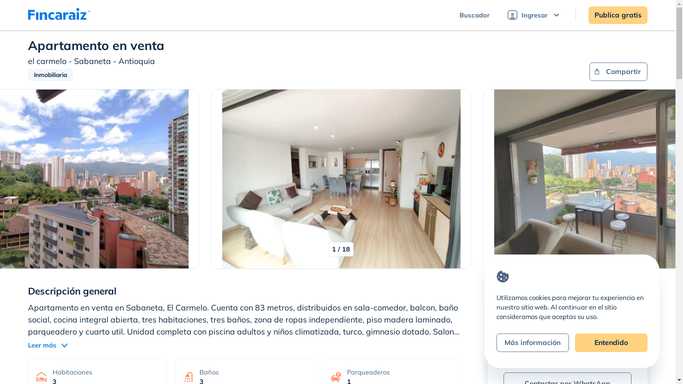 Fincaraiz
Buscador
Ingresar
Publica gratis
Apartamento en venta
el carmelo - Sabaneta - Antioquia
Inmobiliaria
Compartir
1 / 18
Descripción general
Apartamento en venta en Sabaneta, El Carmelo. Cuenta con 83 metros, distribuidos en sala-comedor, balcon, baño
social, cocina integral abierta, tres habitaciones, tres baños, zona de ropas independiente, piso madera laminado,
parqueadero y cuarto util. Unidad completa con piscina adultos y niños climatizada, turco, gimnasio dotado. Salon...
Leer más
Habitaciones
3
Baños
3
Parqueaderos
1
Utilizamos cookies para mejorar tu experiencia en
nuestro sitio web. Al continuar en el sitio
consideramos que aceptas su uso.
Más información
Entendido
Contactar por WhatsApp